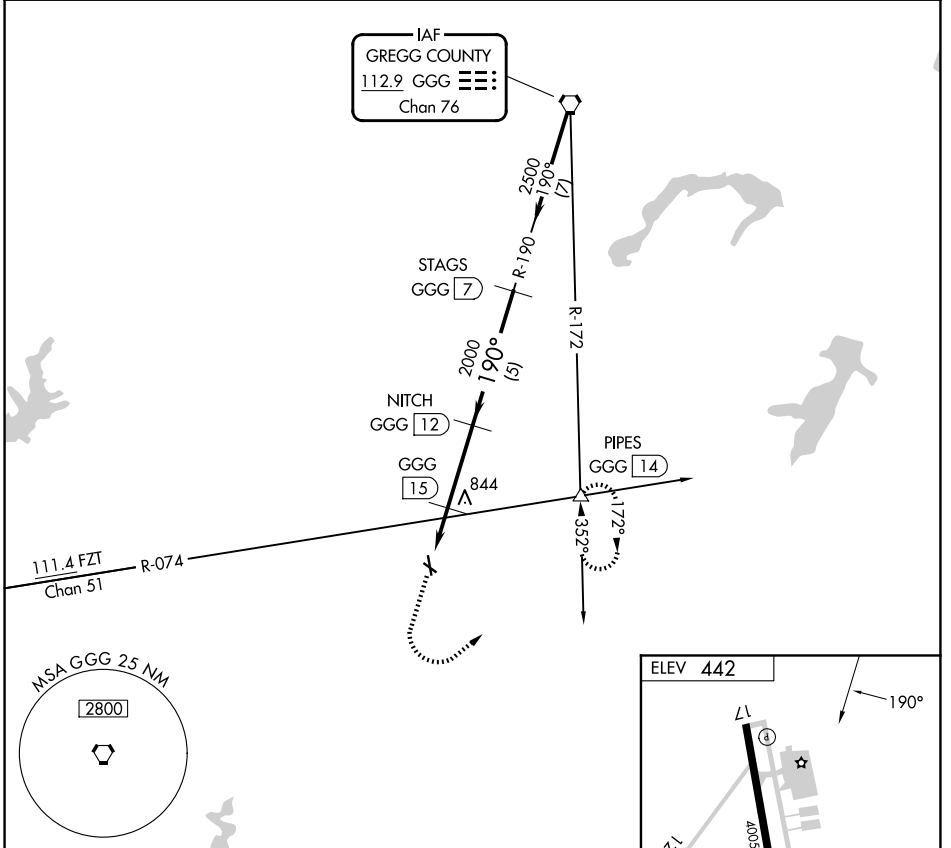 IAF
GREGG COUNTY
112.9 GGG
Chan 76
2500
190°
(7)
R-190
STAGS
GGG 7
R-172
2000
190°
(5)
NITCH
GGG 12
PIPES
GGG 14
GGG
15
844
172°
352°
111.4 FZT
R-074
Chan 51
MSA GGG 25 NM
2800
ELEV 442
190°
17
P
4005